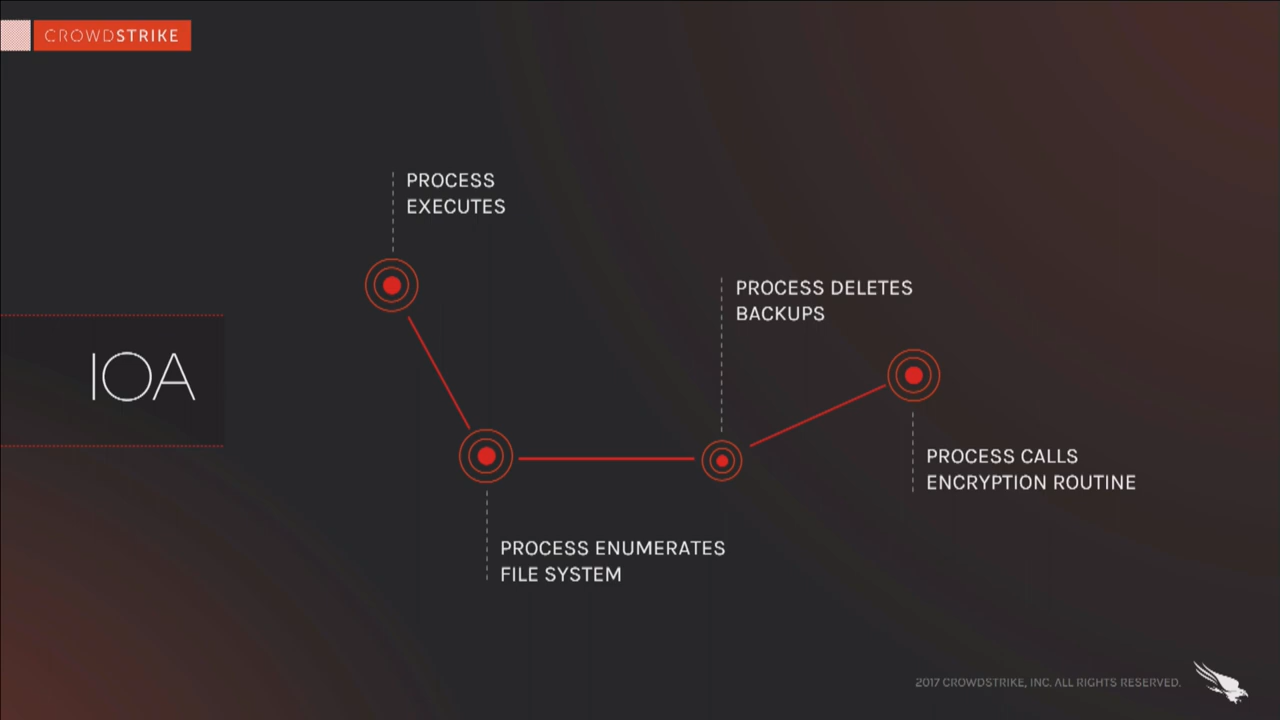 CROWDSTRIKE
PROCESS
EXECUTES
PROCESS DELETES
BACKUPS
IOA
PROCESS CALLS
ENCRYPTION ROUTINE
PROCESS ENUMERATES
FILE SYSTEM
2017 CROWDSTRIKE, INC. ALL RIGHTS RESERVED.